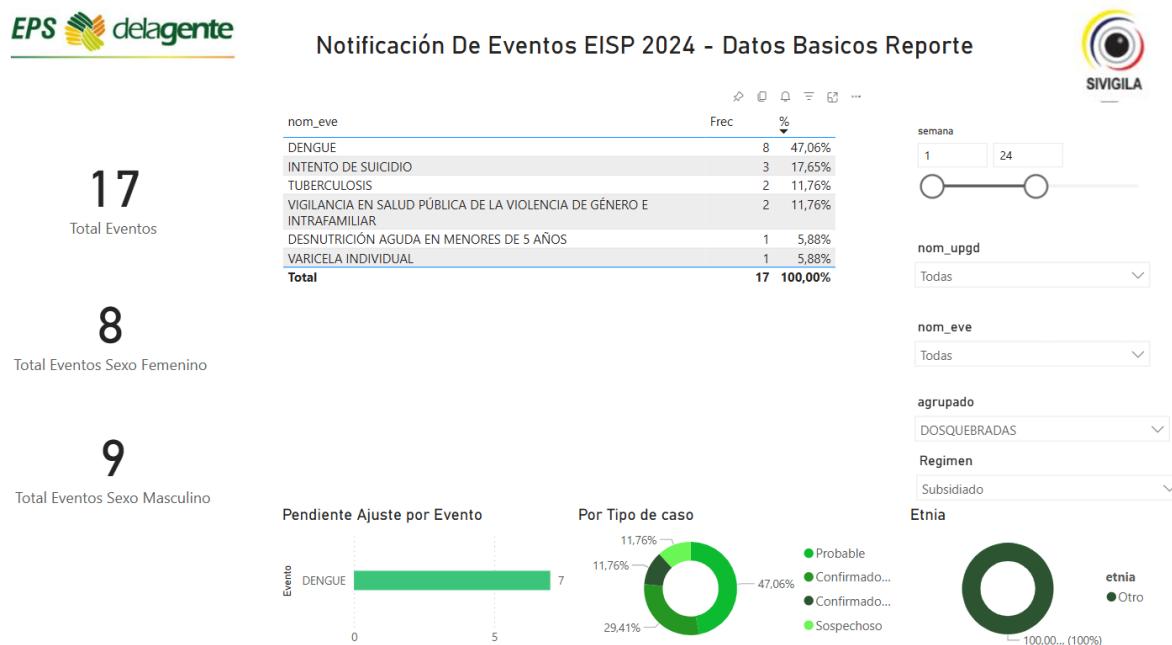 EPS delagente
Notificación De Eventos EISP 2024 - Datos Basicos Reporte
SIVIGILA
17
Total Eventos
8
Total Eventos Sexo Femenino
9
Total Eventos Sexo Masculino
nom_eve Frec %
DENGUE 8 47,06%
INTENTO DE SUICIDIO 3 17,65%
TUBERCULOSIS 2 11,76%
VIGILANCIA EN SALUD PÚBLICA DE LA VIOLENCIA DE GÉNERO E 2 11,76%
INTRAFAMILIAR
DESNUTRICIÓN AGUDA EN MENORES DE 5 AÑOS 1 5,88%
VARICELA INDIVIDUAL 1 5,88%
Total 17 100,00%
semana
1 24
nom_upgd
Todas
nom_eve
Todas
agrupado
DOSQUEBRADAS
Regimen
Subsidiado
Pendiente Ajuste por Evento
Evento
DENGUE 7
0 5
Por Tipo de caso
11,76%
11,76%
47,06%
29,41%
Probable
Confirmado...
Confirmado...
Sospechoso
Etnia
etnia
Otro
100,00... (100%)